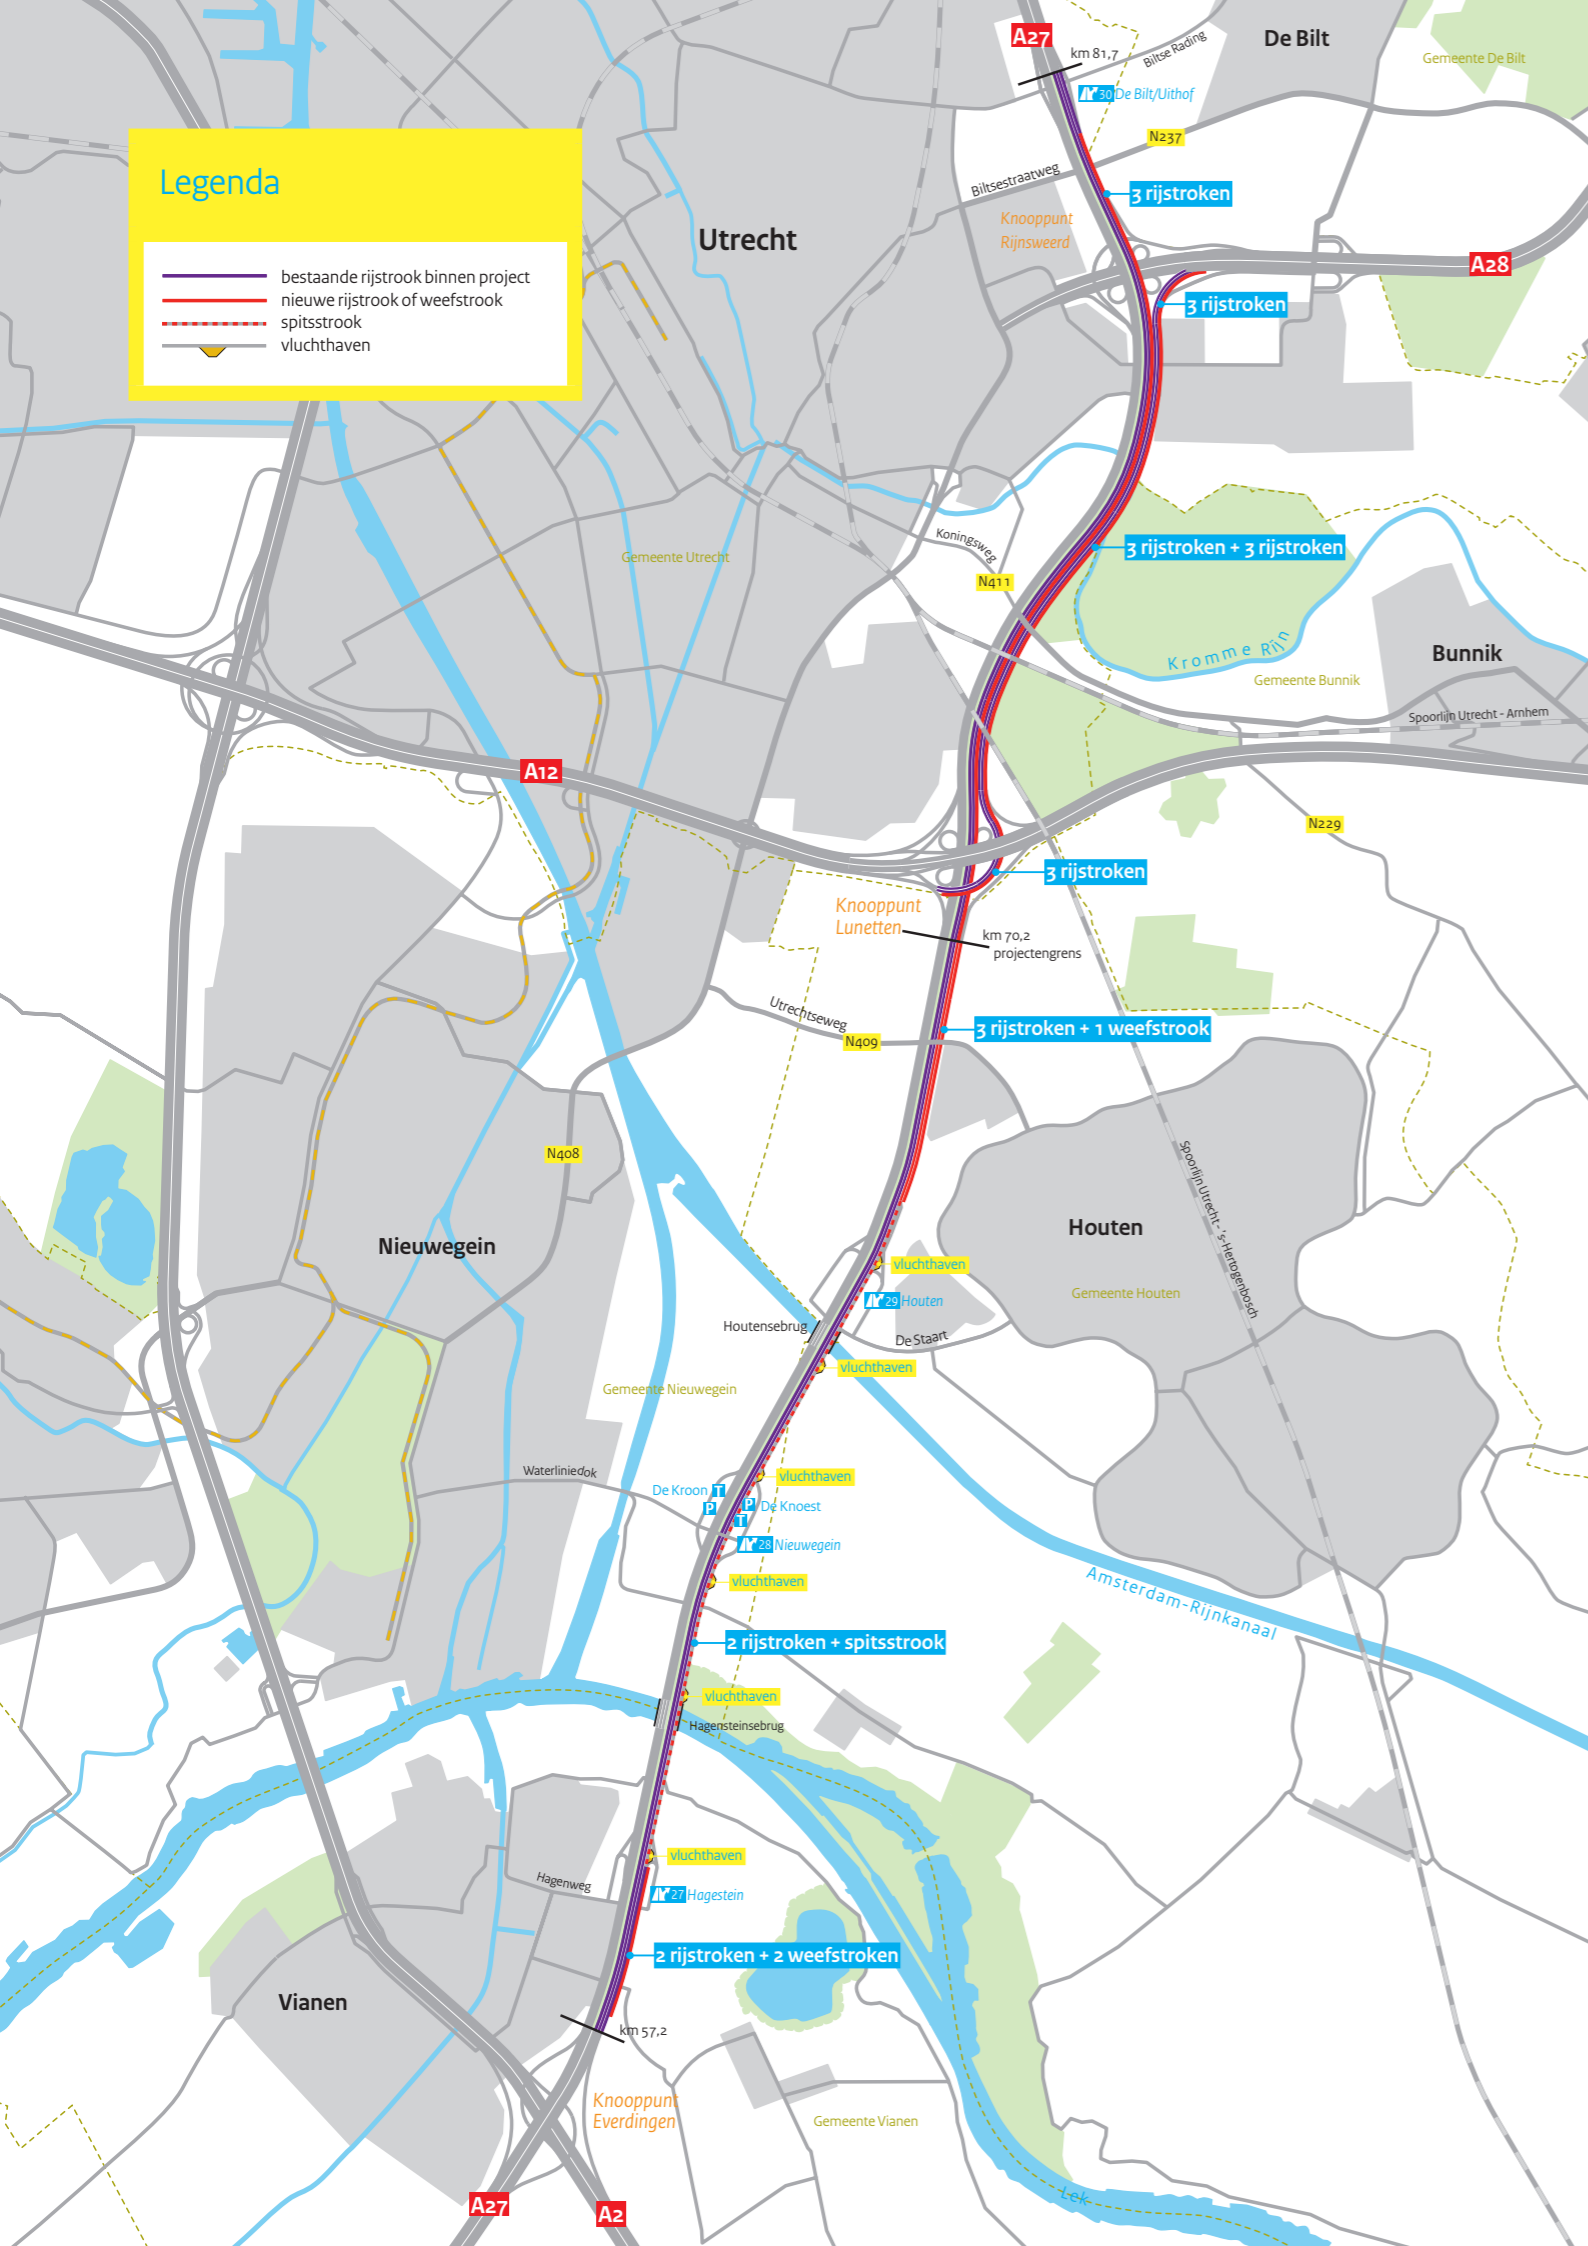 A27
km 81,7
Biltse Rading
De Bilt
Gemeente De Bilt
30 De Bilt/Uithof
N237
Legenda
bestaande rijstrook binnen project
nieuwe rijstrook of weefstrook
spitsstrook
vluchthaven
Biltsestraatweg
3 rijstroken
Utrecht
Knooppunt
Rijnsweerd
A28
3 rijstroken
Koningsweg
3 rijstroken + 3 rijstroken
Gemeente Utrecht
N411
Kromme Rijn
Bunnik
Gemeente Bunnik
Spoorlijn Utrecht - Arnhem
A12
N229
3 rijstroken
Knooppunt
Lunetten
km 70,2
projectengrens
Utrechtseweg
N409
3 rijstroken + 1 weefstrook
N408
Spoorlijn Utrecht - 's-Hertogenbosch
Nieuwegein
Houten
vluchthaven
Gemeente Houten
29 Houten
Houtensebrug
De Staart
vluchthaven
Gemeente Nieuwegein
Waterliniedok
vluchthaven
De Kroon T
P
P De Knoest
T
28 Nieuwegein
vluchthaven
Amsterdam-Rijnkanaal
2 rijstroken + spitsstrook
vluchthaven
Hagensteinsebrug
vluchthaven
Hagenweg
27 Hagestein
2 rijstroken + 2 weefstroken
Vianen
km 57,2
Knooppunt
Everdingen
Gemeente Vianen
Lek
A27
A2